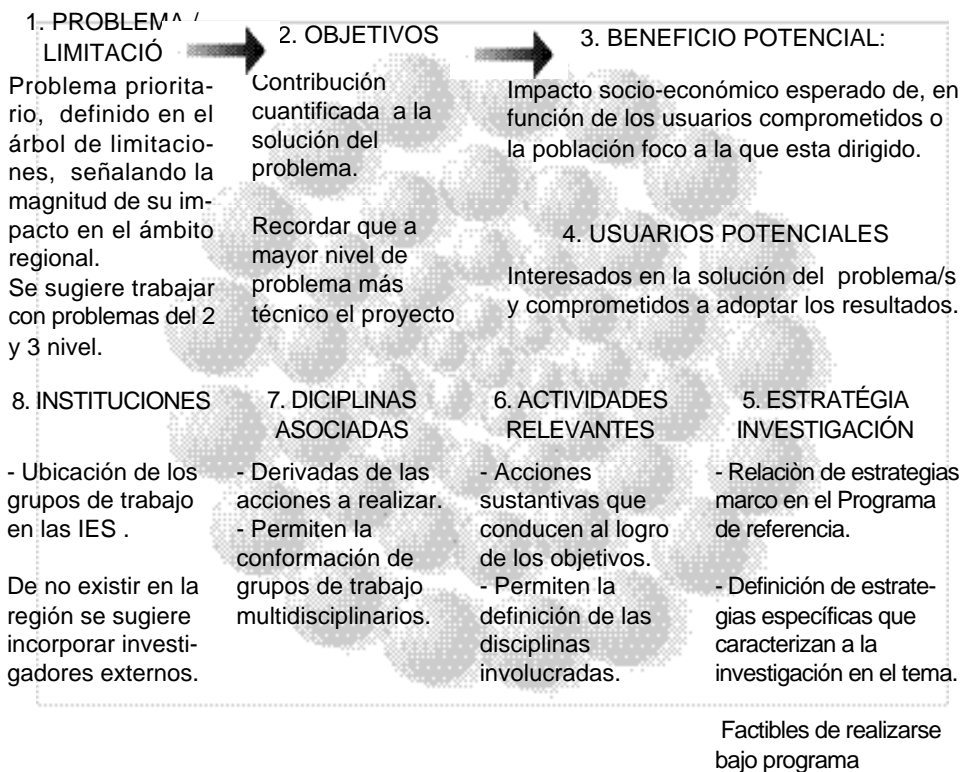 1. PROBLEMA /
LIMITACIÓ
Problema priorita-
rio, definido en el
árbol de limitacio-
nes, señalando la
magnitud de su im-
pacto en el ámbito
regional.
Se sugiere trabajar
con problemas del 2
y 3 nivel.
2. OBJETIVOS
Contribución
cuantificada a la
solución del
problema.
Recordar que a
mayor nivel de
problema más
técnico el proyecto
3. BENEFICIO POTENCIAL:
Impacto socio-económico esperado de, en
función de los usuarios comprometidos o
la población foco a la que esta dirigido.
4. USUARIOS POTENCIALES
Interesados en la solución del problema/s
y comprometidos a adoptar los resultados.
8. INSTITUCIONES
- Ubicación de los
grupos de trabajo
en las IES .
De no existir en la
región se sugiere
incorporar investi-
gadores externos.
7. DICIPLINAS
ASOCIADAS
- Derivadas de las
acciones a realizar.
- Permiten la
conformación de
grupos de trabajo
multidisciplinarios.
6. ACTIVIDADES
RELEVANTES
- Acciones
sustantivas que
conducen al logro
de los objetivos.
- Permiten la
definición de las
disciplinas
involucradas.
5. ESTRATÉGIA
INVESTIGACIÓN
- Relaciòn de estrategias
marco en el Programa
de referencia.
- Definición de estrate-
gias específicas que
caracterizan a la
investigación en el tema.
Factibles de realizarse
bajo programa